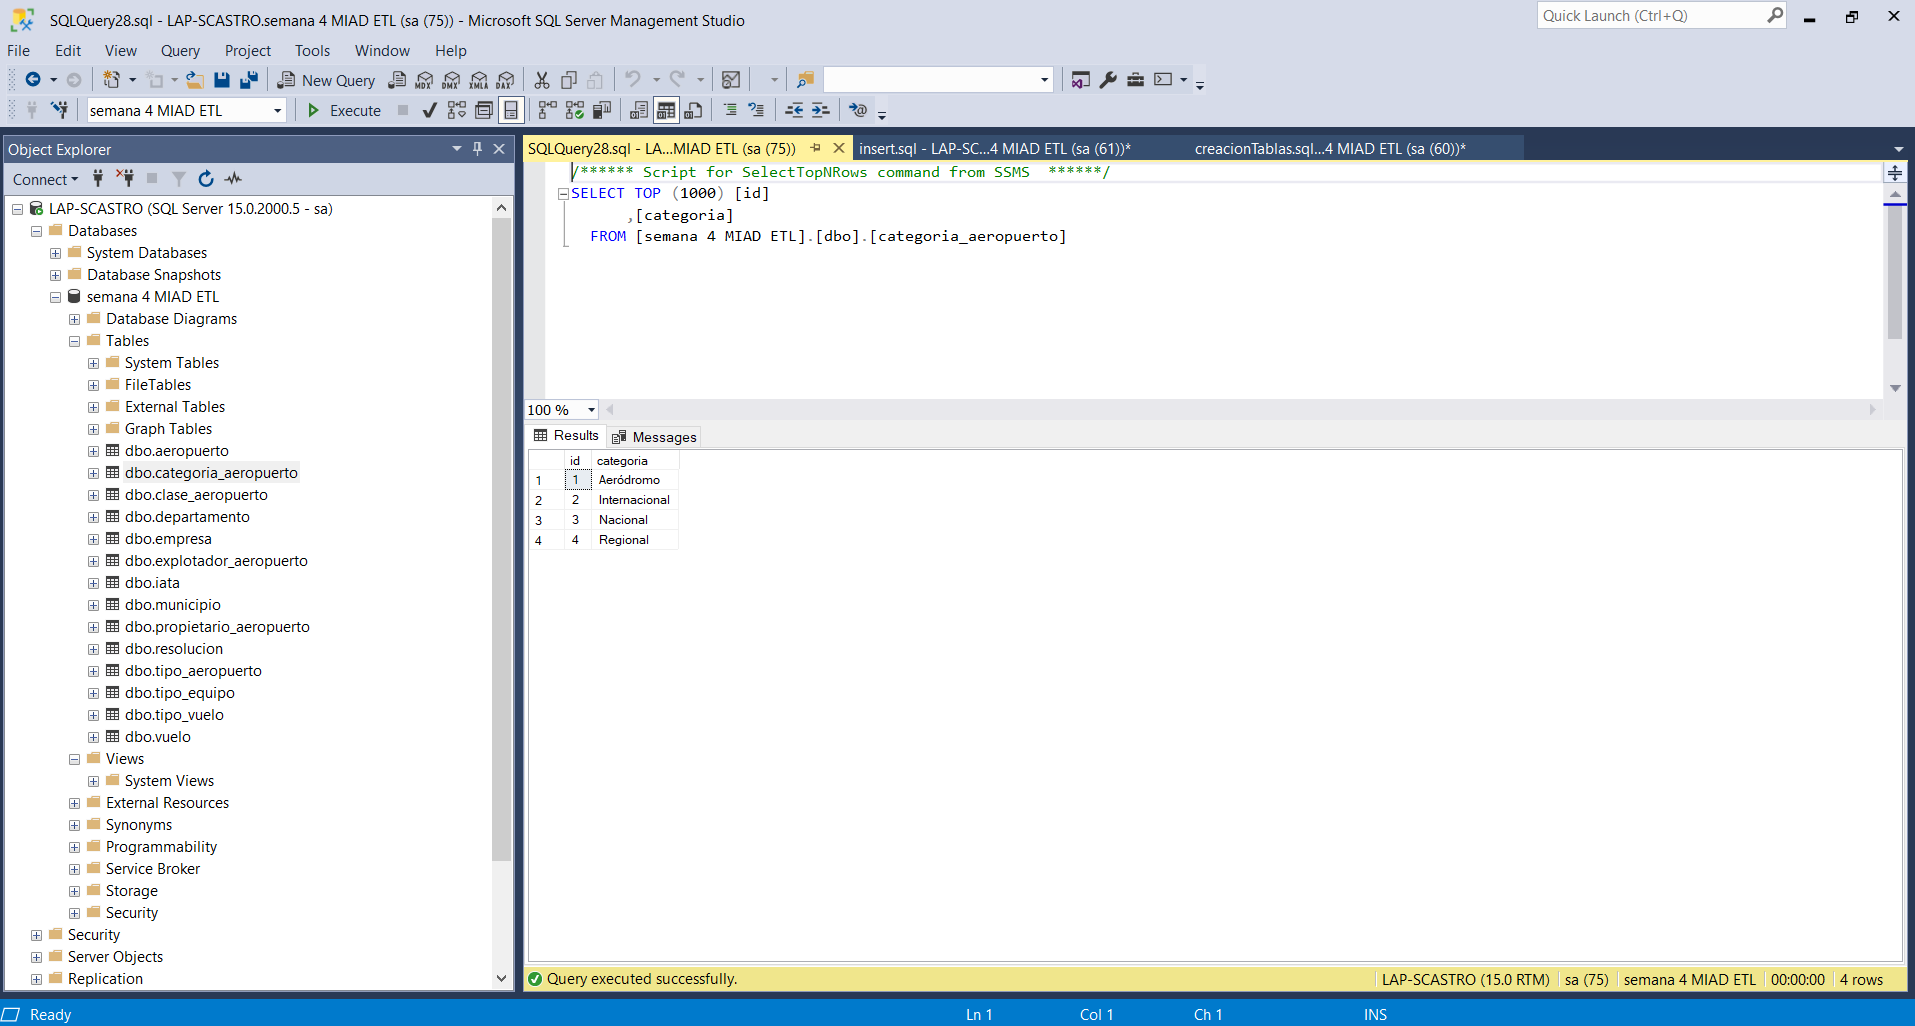 SQLQuery28.sql - LAP-SCASTRO.semana 4 MIAD ETL (sa (75)) - Microsoft SQL Server Management Studio
Quick Launch (Ctrl+Q)
File Edit View Query Project Tools Window Help
New Query MDX DMX XMLA DAX
semana 4 MIAD ETL Execute
Object Explorer
Connect
LAP-SCASTRO (SQL Server 15.0.2000.5 - sa)
Databases
System Databases
Database Snapshots
semana 4 MIAD ETL
Database Diagrams
Tables
System Tables
FileTables
External Tables
Graph Tables
dbo.aeropuerto
dbo.categoria_aeropuerto
dbo.clase_aeropuerto
dbo.departamento
dbo.empresa
dbo.explotador_aeropuerto
dbo.iata
dbo.municipio
dbo.propietario_aeropuerto
dbo.resolucion
dbo.tipo_aeropuerto
dbo.tipo_equipo
dbo.tipo_vuelo
dbo.vuelo
Views
System Views
External Resources
Synonyms
Programmability
Service Broker
Storage
Security
Security
Server Objects
Replication
SQLQuery28.sql - LA...MIAD ETL (sa (75)) insert.sql - LAP-SC...4 MIAD ETL (sa (61))* creacionTablas.sql...4 MIAD ETL (sa (60))*
/****** Script for SelectTopNRows command from SSMS ******/
SELECT TOP (1000) [id]
,[categoria]
FROM [semana 4 MIAD ETL].[dbo].[categoria_aeropuerto]
100 %
Results Messages
id categoria
1 1 Aeródromo
2 2 Internacional
3 3 Nacional
4 4 Regional
Query executed successfully. LAP-SCASTRO (15.0 RTM) sa (75) semana 4 MIAD ETL 00:00:00 4 rows
Ready Ln 1 Col 1 Ch 1 INS